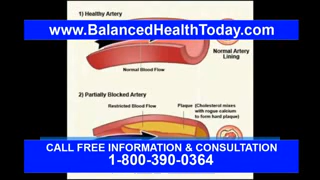 www.BalancedHealthToday.com
1) Healthy Artery
Normal Artery
Lining
Normal Blood Flow
2) Partially Blocked Artery
Restricted Blood Flow
Plaque (Cholesterol mixes
with rogue calcium to
form hard plaque)
CALL FREE INFORMATION & CONSULTATION
1-800-390-0364